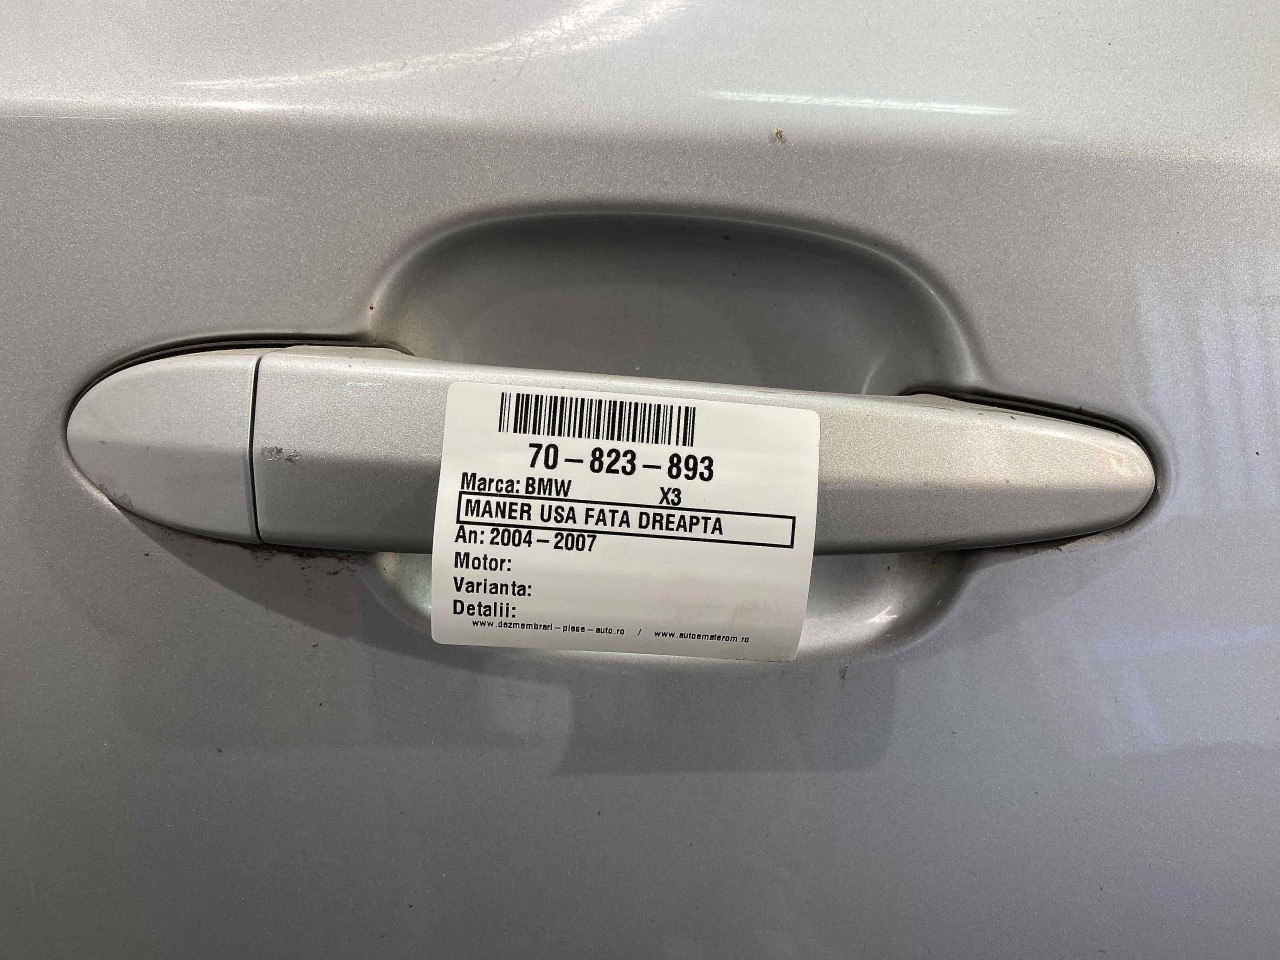 70-823-893
Marca: BMW X3
MANER USA FATA DREAPTA
An: 2004-2007
Motor:
Varianta:
Detalii:
www.dezmembrari-piese-auto.ro / www.autoematerom.ro